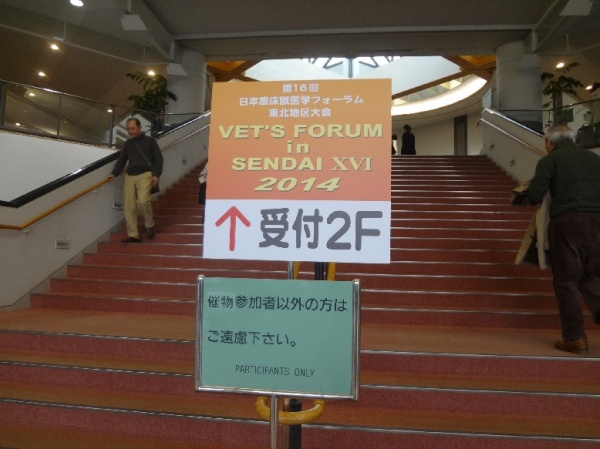 第16回
日本臨床獣医学フォーラム
東北地区大会
VET'S FORUM
in
SENDAI XVI
2014
↑受付2F
催物参加者以外の方は
ご遠慮下さい。
PARTICIPANTS ONLY